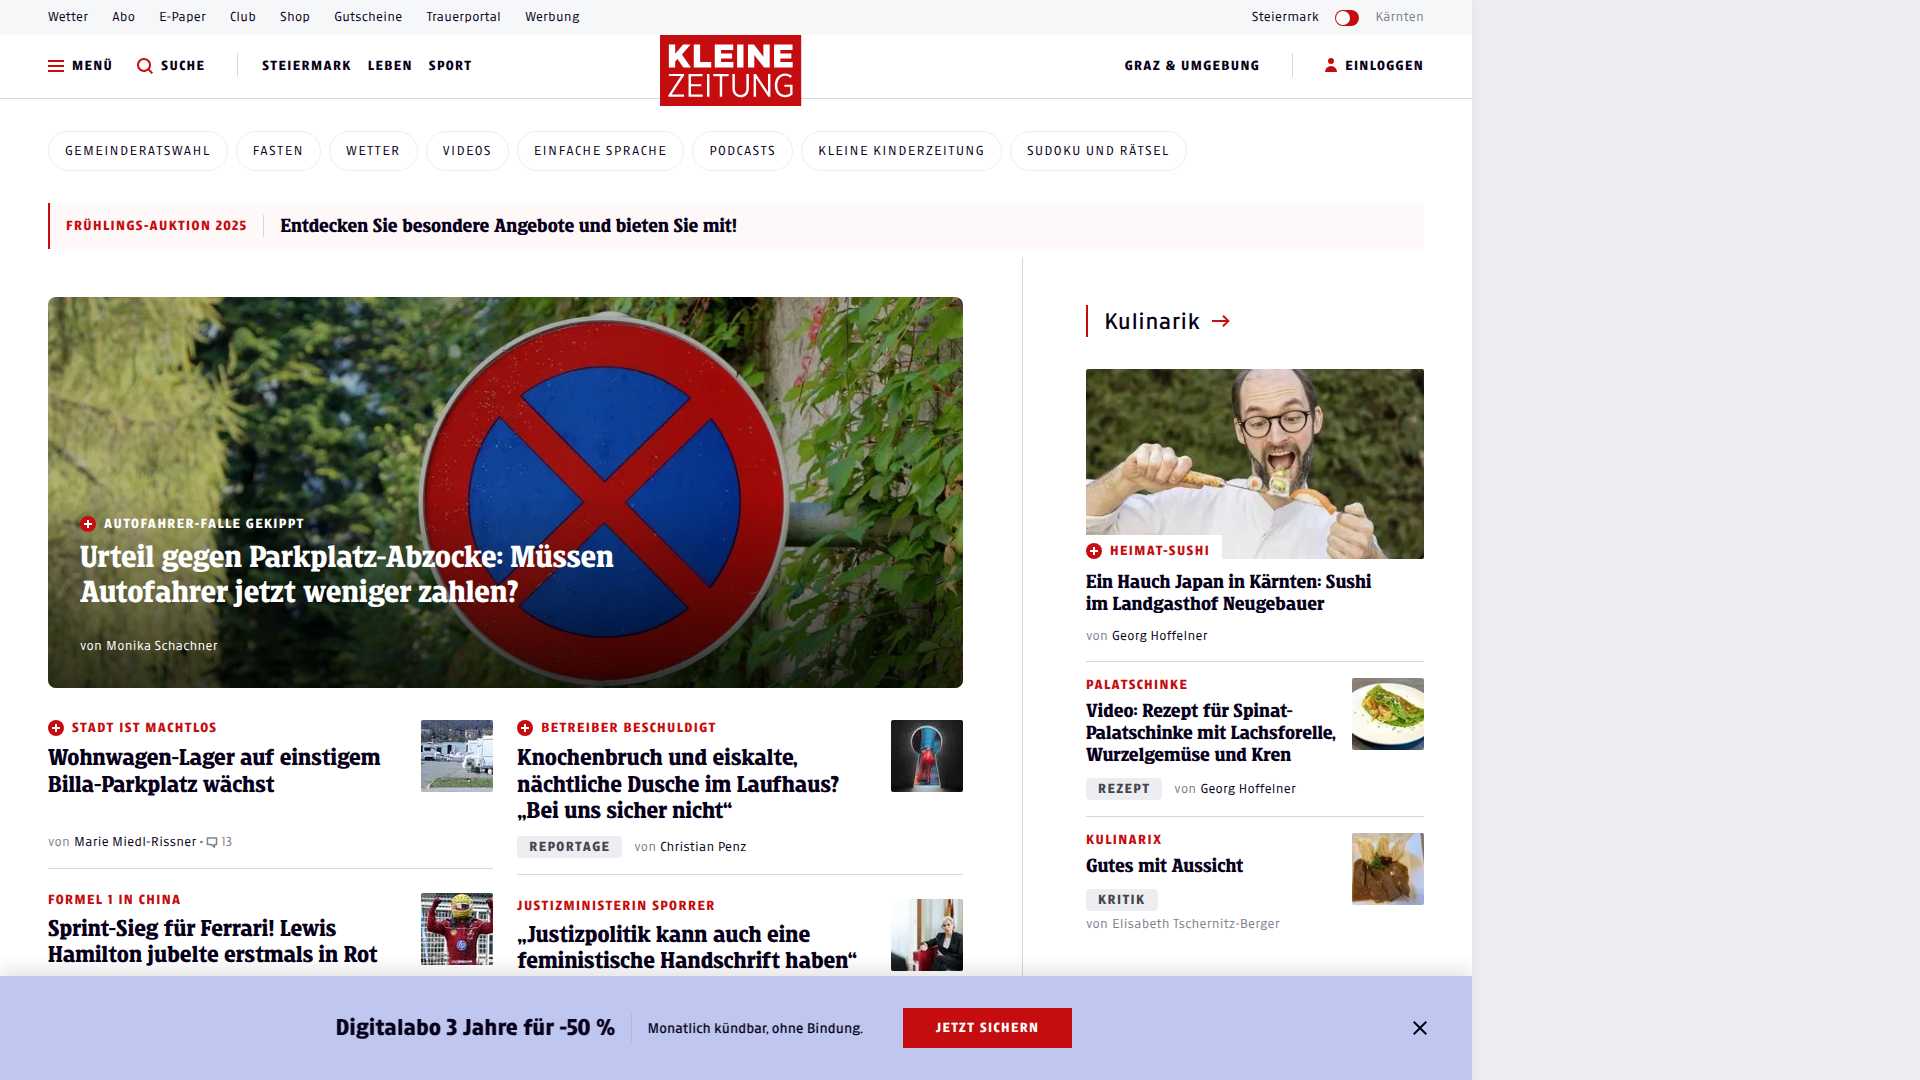 Wetter Abo E-Paper Club Shop Gutscheine Trauerportal Werbung Steiermark Kärnten
MENÜ SUCHE STEIERMARK LEBEN SPORT KLEINE ZEITUNG GRAZ & UMGEBUNG EINLOGGEN
GEMEINDERATSWAHL FASTEN WETTER VIDEOS EINFACHE SPRACHE PODCASTS KLEINE KINDERZEITUNG SUDOKU UND RÄTSEL
FRÜHLINGS-AUKTION 2025 Entdecken Sie besondere Angebote und bieten Sie mit!
AUTOFAHRER-FALLE GEKIPPT
Urteil gegen Parkplatz-Abzocke: Müssen
Autofahrer jetzt weniger zahlen?
von Monika Schachner
STADT IST MACHTLOS
Wohnwagen-Lager auf einstigem
Billa-Parkplatz wächst
von Marie Miedl-Rissner • 13
BETREIBER BESCHULDIGT
Knochenbruch und eiskalte,
nächtliche Dusche im Laufhaus?
„Bei uns sicher nicht“
REPORTAGE von Christian Penz
FORMEL 1 IN CHINA
Sprint-Sieg für Ferrari! Lewis
Hamilton jubelte erstmals in Rot
JUSTIZMINISTERIN SPORRER
„Justizpolitik kann auch eine
feministische Handschrift haben“
Kulinarik
HEIMAT-SUSHI
Ein Hauch Japan in Kärnten: Sushi
im Landgasthof Neugebauer
von Georg Hoffelner
PALATSCHINKE
Video: Rezept für Spinat-
Palatschinke mit Lachsforelle,
Wurzelgemüse und Kren
REZEPT von Georg Hoffelner
KULINARIX
Gutes mit Aussicht
KRITIK
von Elisabeth Tschernitz-Berger
Digitalabo 3 Jahre für -50 % Monatlich kündbar, ohne Bindung. JETZT SICHERN